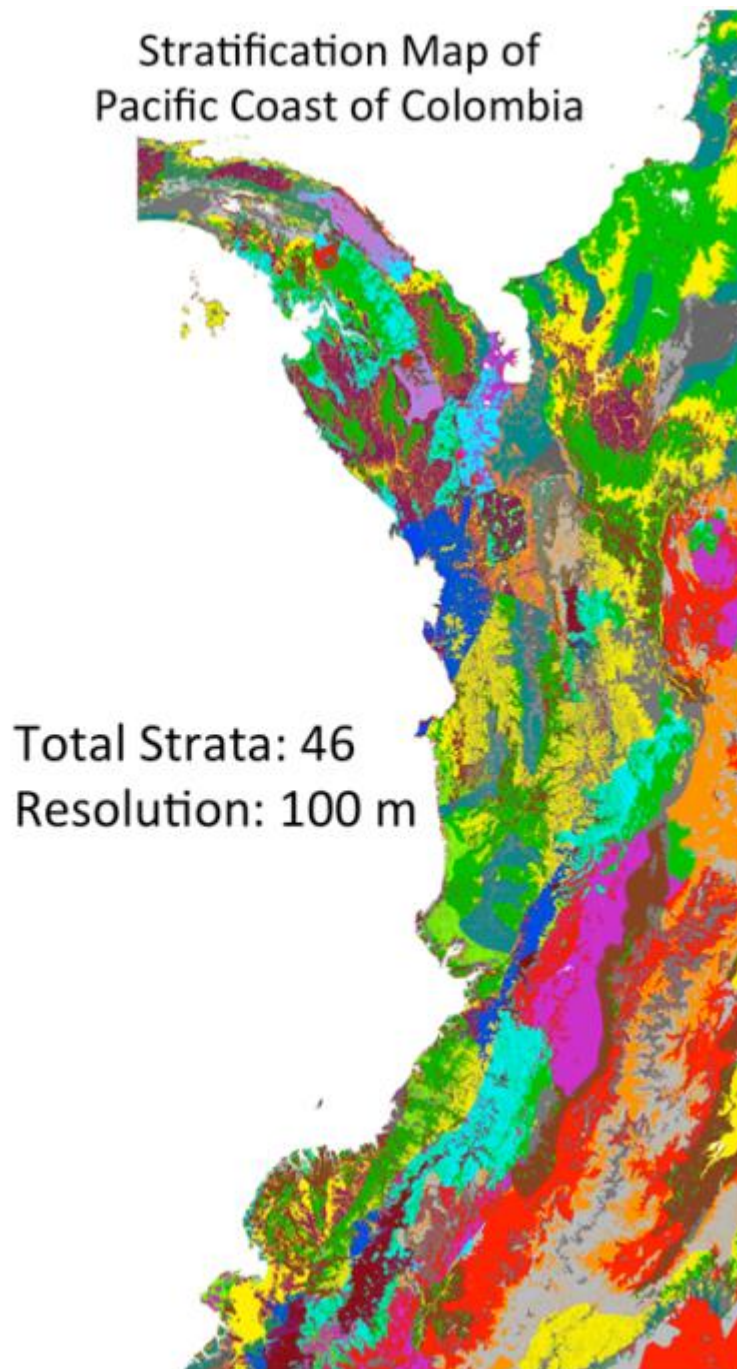 Stratification Map of
Pacific Coast of Colombia
Total Strata: 46
Resolution: 100 m